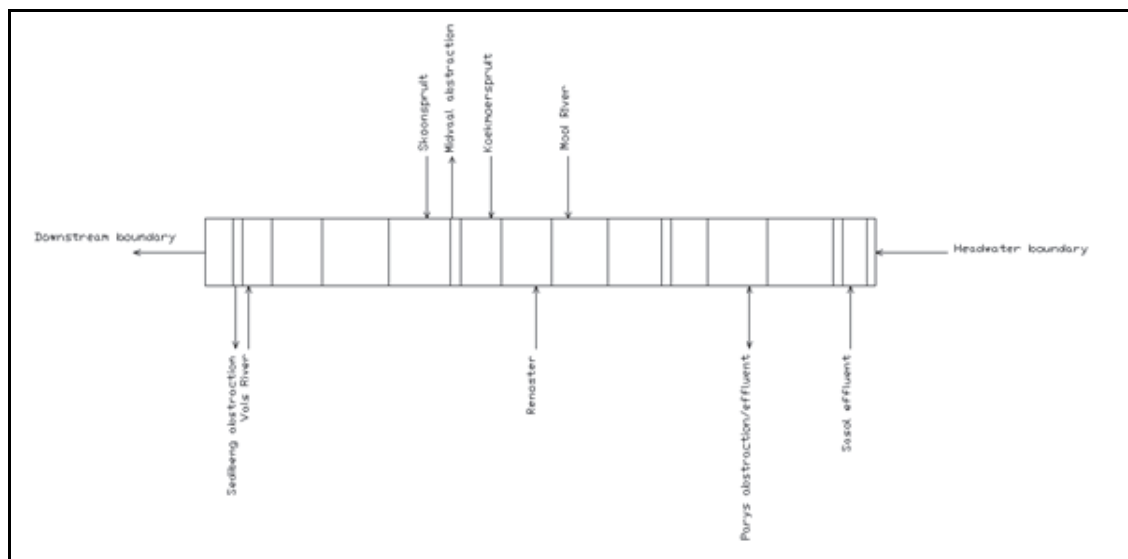 Skoonspruit
Midvaal abstraction
Koekmoerspruit
Mooi River
Downstream boundary
Headwater boundary
Sedibeng abstraction
Vals River
Renoster
Parys abstraction/effluent
Sasol effluent